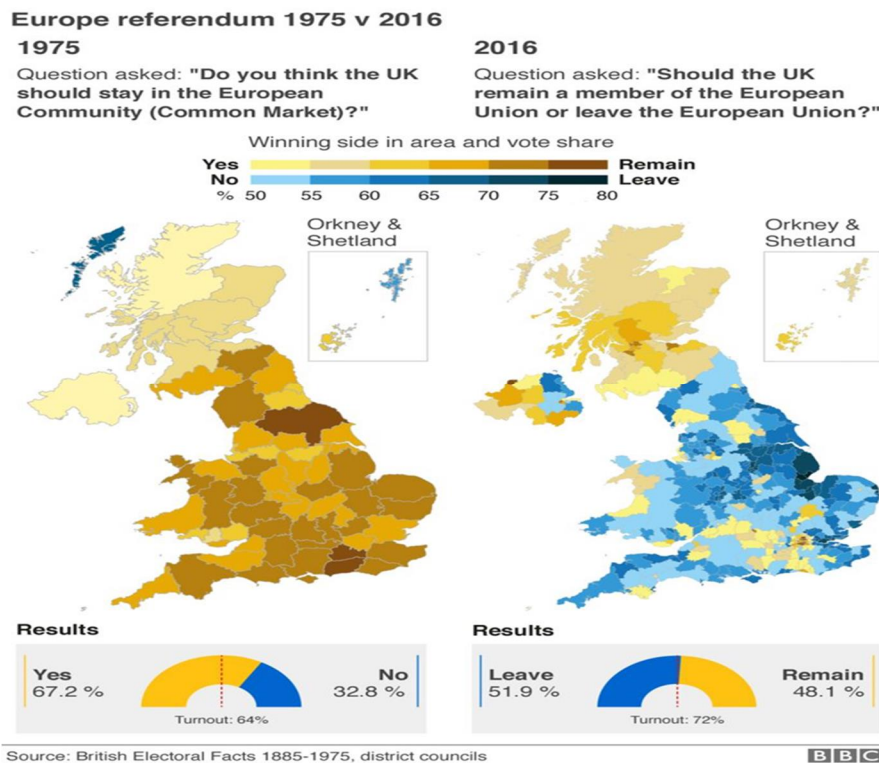 Europe referendum 1975 v 2016
1975
Question asked: "Do you think the UK
should stay in the European
Community (Common Market)?"
2016
Question asked: "Should the UK
remain a member of the European
Union or leave the European Union?"
Winning side in area and vote share
Yes Remain
No Leave
% 50 55 60 65 70 75 80
Orkney &
Shetland
Orkney &
Shetland
Results
Yes
67.2 %
No
32.8 %
Turnout: 64%
Results
Leave
51.9 %
Remain
48.1 %
Turnout: 72%
Source: British Electoral Facts 1885-1975, district councils
BBC